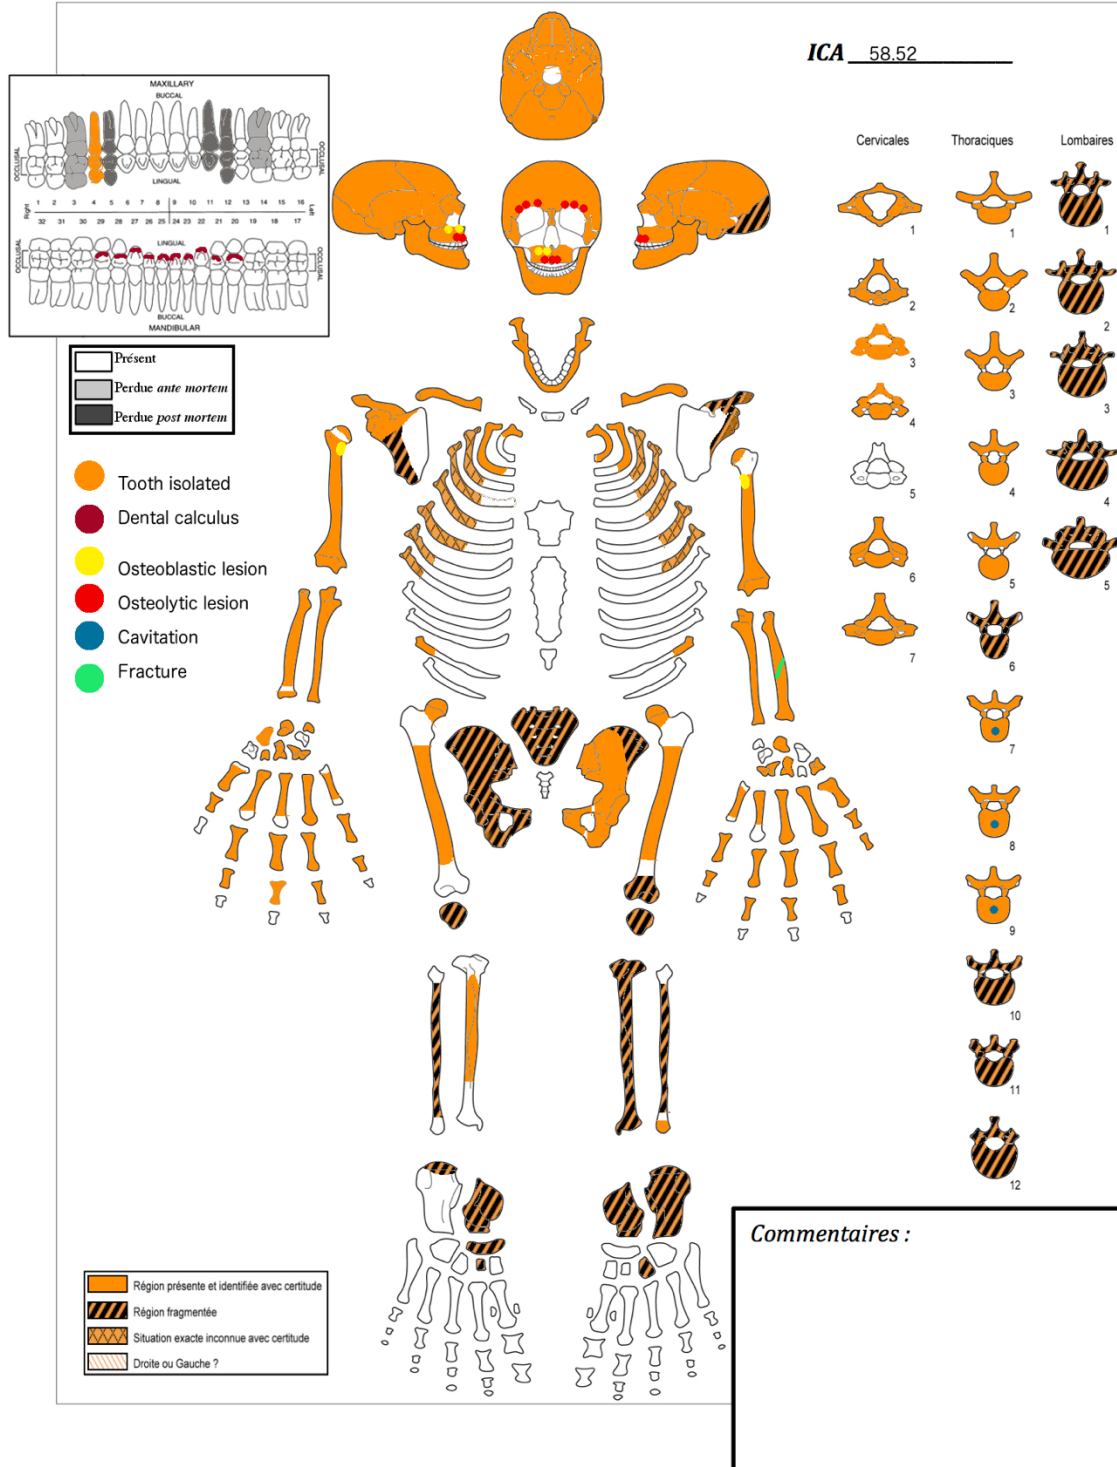 ICA 58.52
MAXILLARY
BUCCAL
OCCLUSAL
OCCLUSAL
LINGUAL
1 2 3 4 5 6 7 8 9 10 11 12 13 14 15 16
Right
Left
32 31 30 29 28 27 26 25 24 23 22 21 20 19 18 17
LINGUAL
OCCLUSAL
OCCLUSAL
BUCCAL
MANDIBULAR
Présent
Perdue ante mortem
Perdue post mortem
Tooth isolated
Dental calculus
Osteoblastic lesion
Osteolytic lesion
Cavitation
Fracture
Cervicales
1
2
3
4
5
6
7
Thoraciques
1
2
3
4
5
6
7
8
9
10
11
12
Lombaires
1
2
3
4
5
Région présente et identifiée avec certitude
Région fragmentée
Situation exacte inconnue avec certitude
Droite ou Gauche ?
Commentaires :